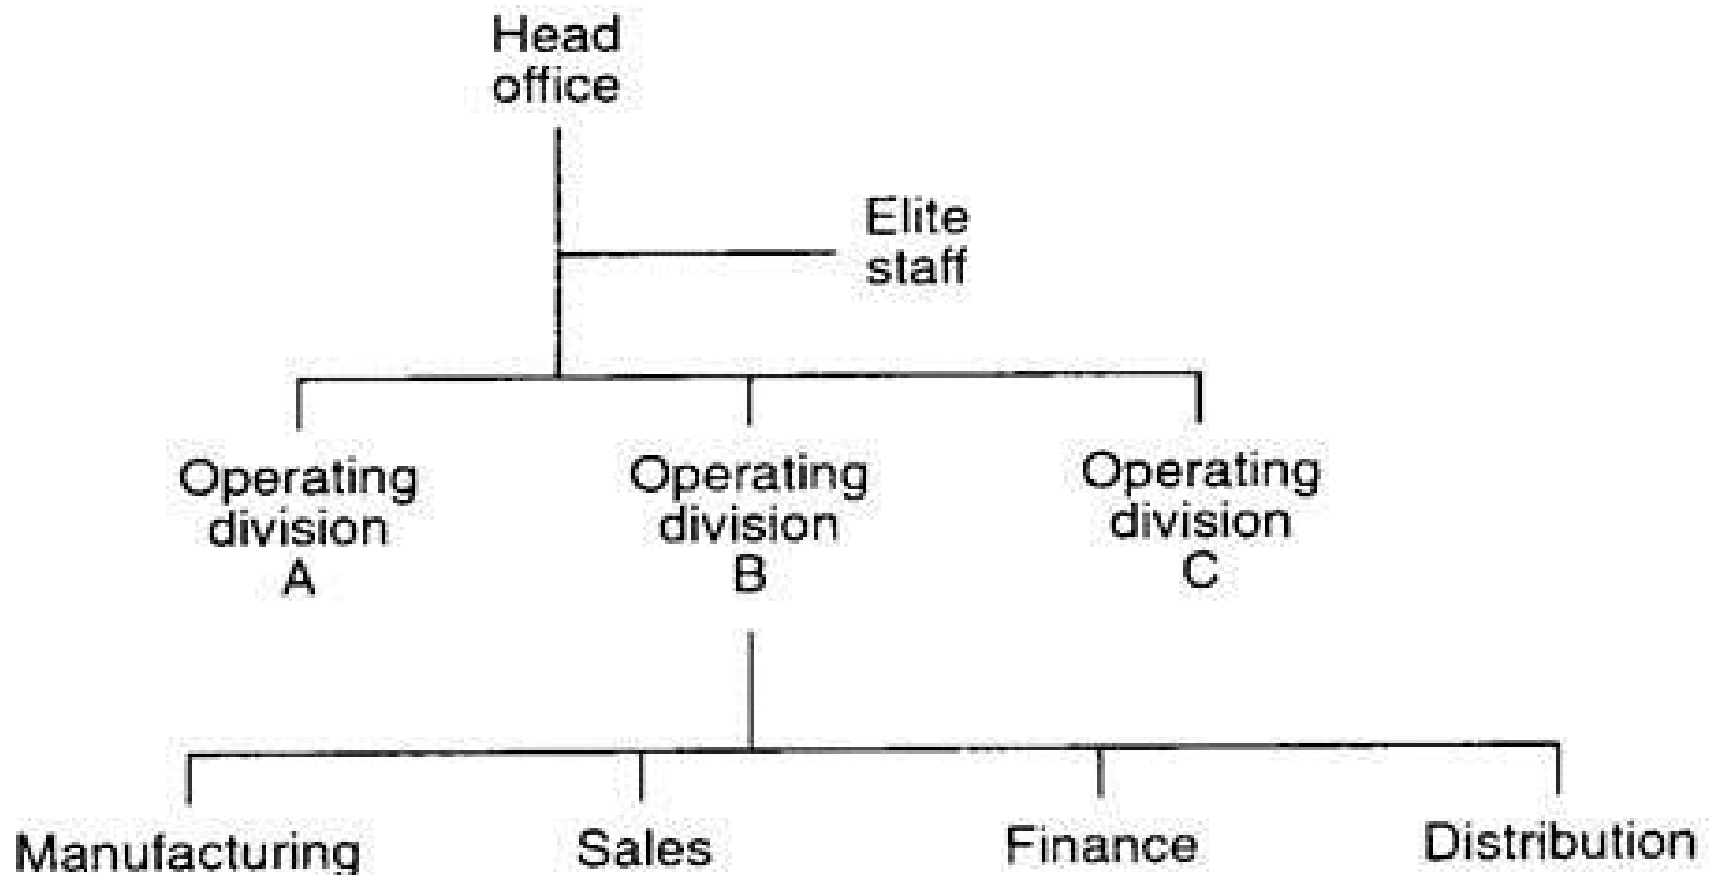 Head
office
Elite
staff
Operating
division
A
Operating
division
B
Operating
division
C
Manufacturing
Sales
Finance
Distribution